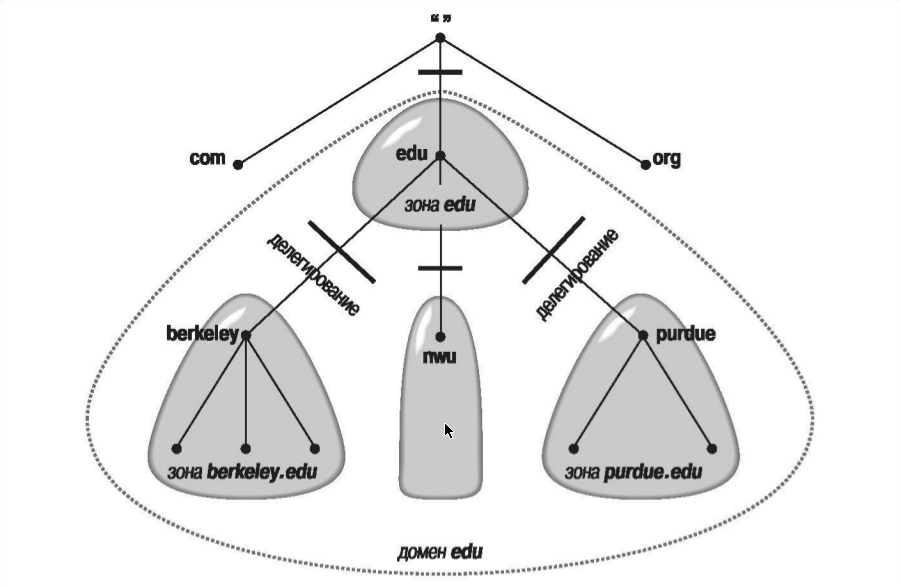 “ ”
com
org
edu
зона edu
делегирование
делегирование
berkeley
nwu
purdue
зона berkeley.edu
зона purdue.edu
домен edu